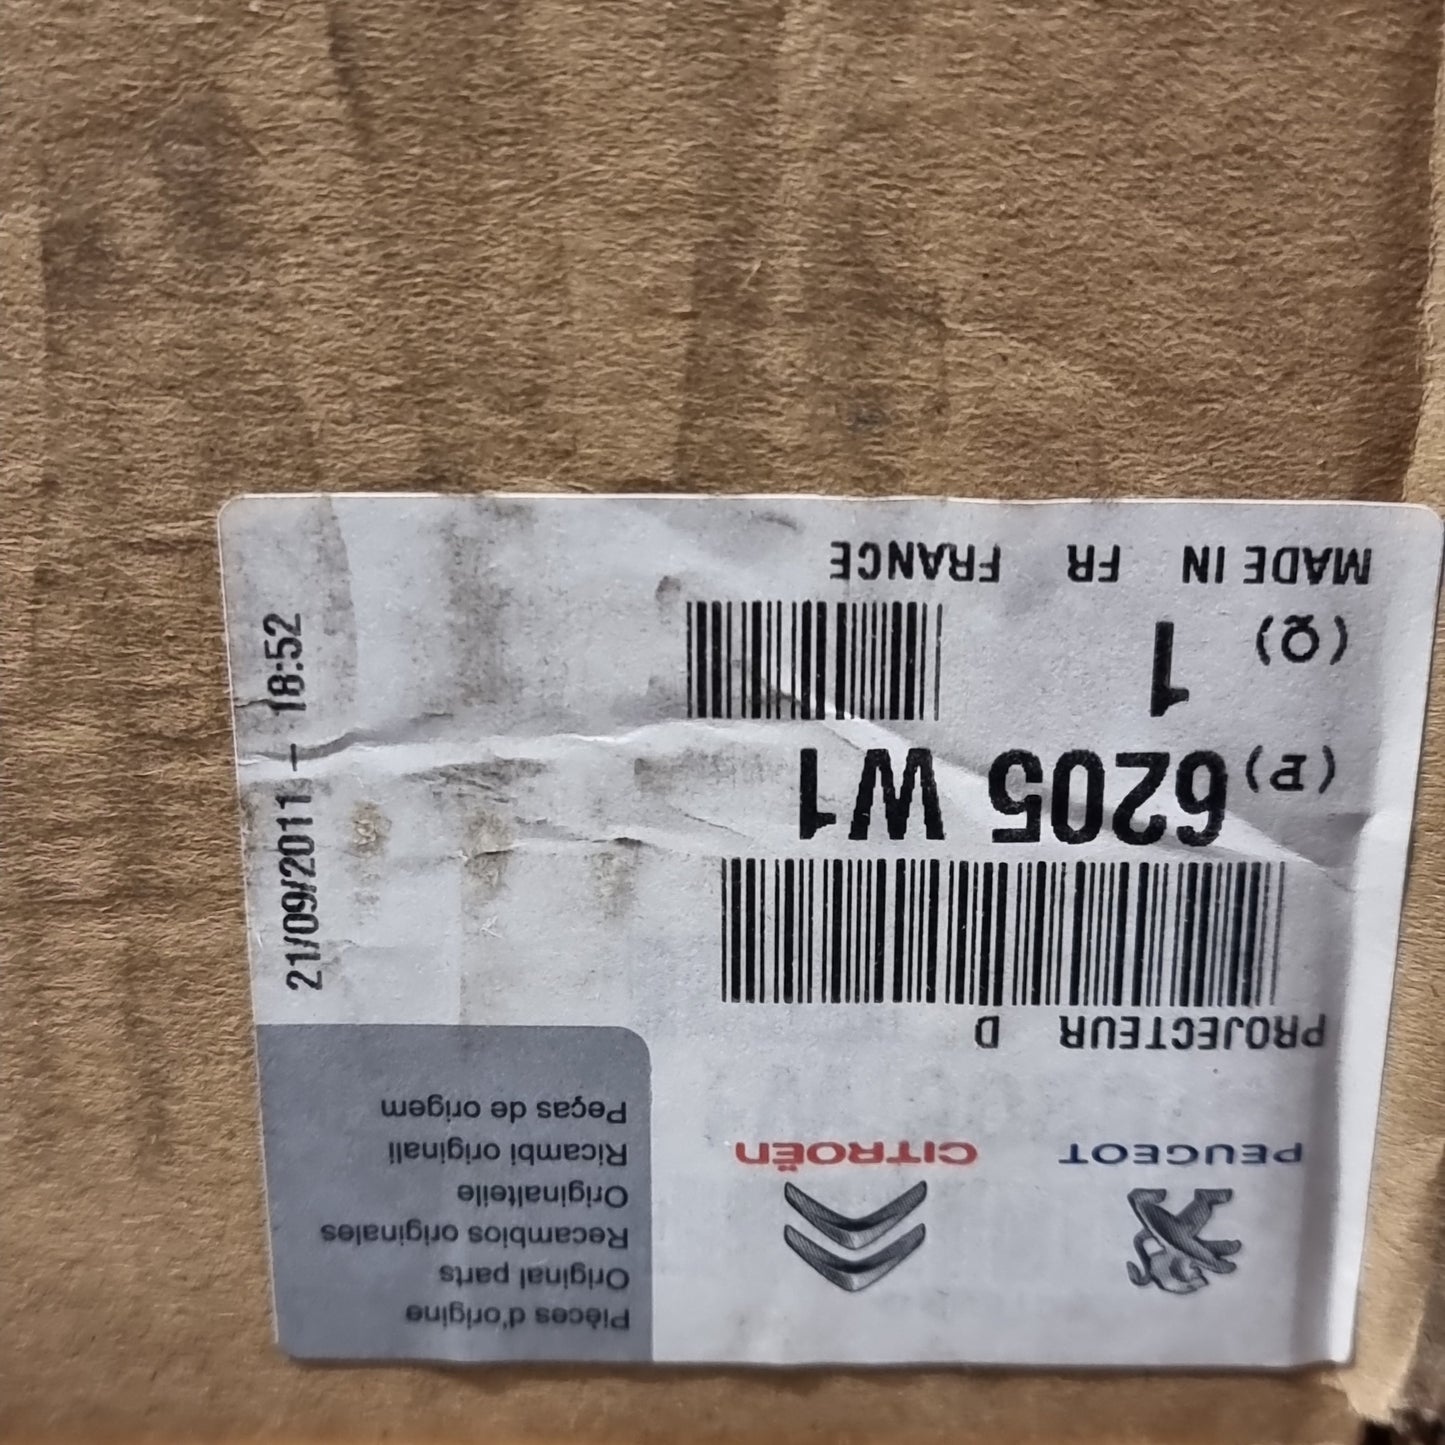 PEUGEOT CITROËN
Pièces d'origine
Original parts
Recambios originales
Originalteile
Ricambi originali
Peças de origem
PROJECTEUR D
(P) 6205 W1
(Q) 1
MADE IN FR FRANCE
21/09/2011 - 18:52